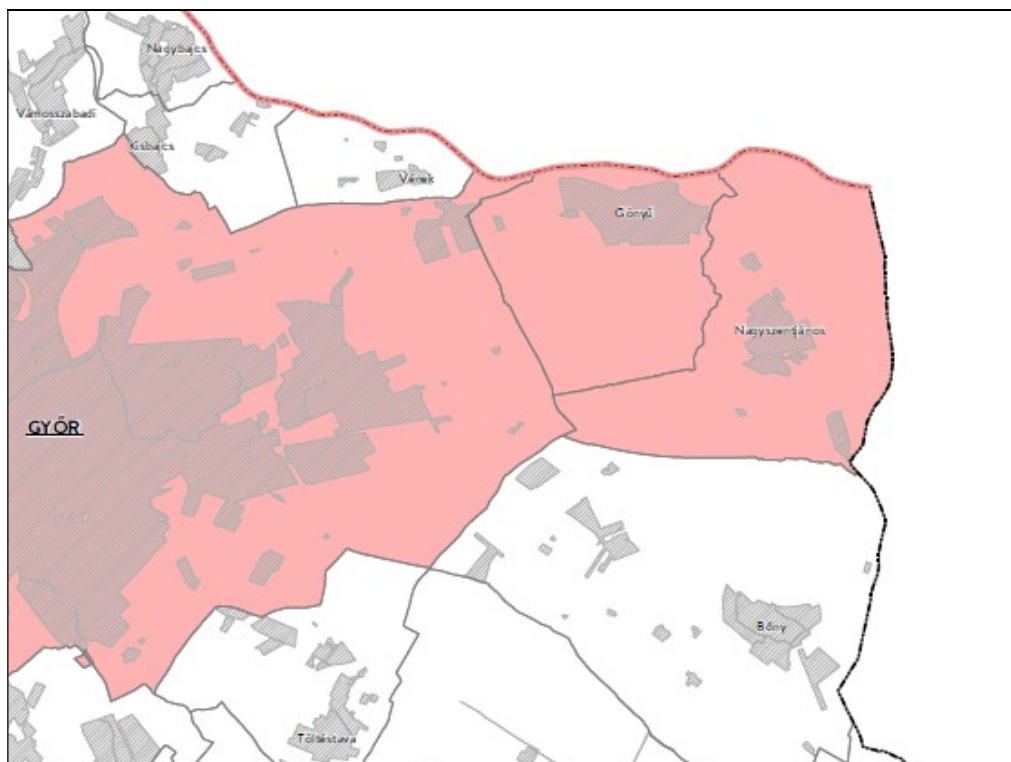 Nagybajcs
Vámosszabadi
Kisbajcs
Vének
Gönyű
Nagyszentjános
GYŐR
Bőny
Töltéstava